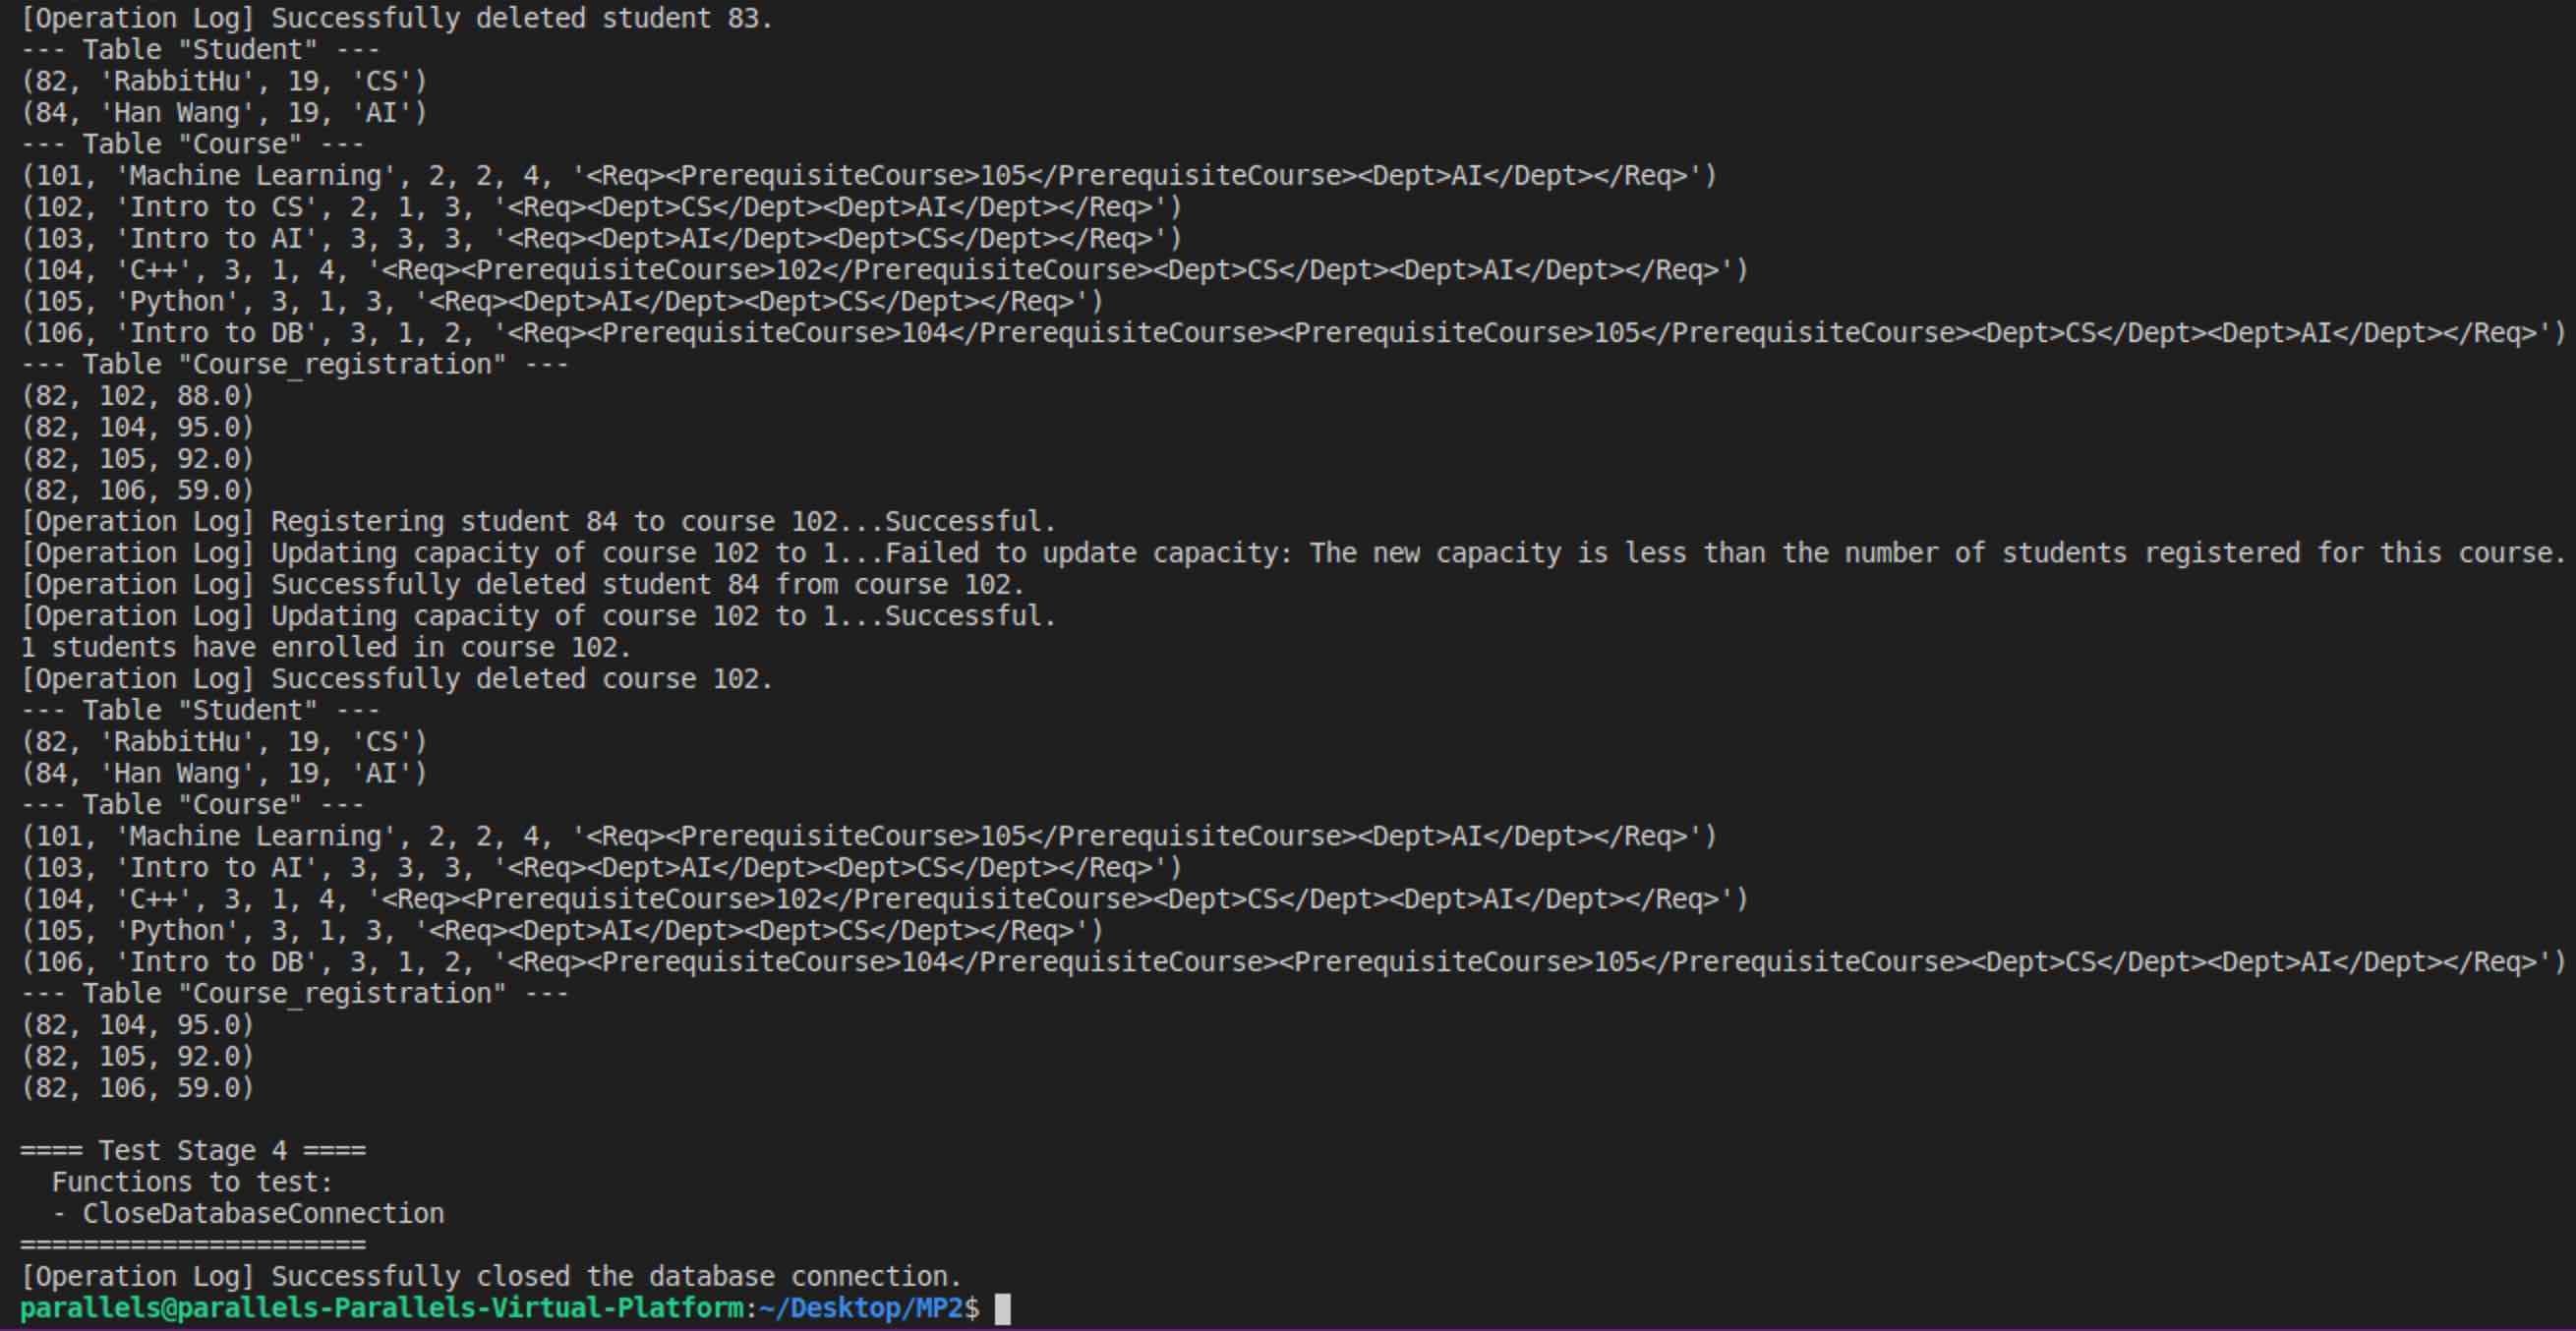 [Operation Log] Successfully deleted student 83.
--- Table "Student" ---
(82, 'RabbitHu', 19, 'CS')
(84, 'Han Wang', 19, 'AI')
--- Table "Course" ---
(101, 'Machine Learning', 2, 2, 4, '<Req><PrerequisiteCourse>105</PrerequisiteCourse><Dept>AI</Dept></Req>')
(102, 'Intro to CS', 2, 1, 3, '<Req><Dept>CS</Dept><Dept>AI</Dept></Req>')
(103, 'Intro to AI', 3, 3, 3, '<Req><Dept>AI</Dept><Dept>CS</Dept></Req>')
(104, 'C++', 3, 1, 4, '<Req><PrerequisiteCourse>102</PrerequisiteCourse><Dept>CS</Dept><Dept>AI</Dept></Req>')
(105, 'Python', 3, 1, 3, '<Req><Dept>AI</Dept><Dept>CS</Dept></Req>')
(106, 'Intro to DB', 3, 1, 2, '<Req><PrerequisiteCourse>104</PrerequisiteCourse><PrerequisiteCourse>105</PrerequisiteCourse><Dept>CS</Dept><Dept>AI</Dept></Req>')
--- Table "Course_registration" ---
(82, 102, 88.0)
(82, 104, 95.0)
(82, 105, 92.0)
(82, 106, 59.0)
[Operation Log] Registering student 84 to course 102...Successful.
[Operation Log] Updating capacity of course 102 to 1...Failed to update capacity: The new capacity is less than the number of students registered for this course.
[Operation Log] Successfully deleted student 84 from course 102.
[Operation Log] Updating capacity of course 102 to 1...Successful.
1 students have enrolled in course 102.
[Operation Log] Successfully deleted course 102.
--- Table "Student" ---
(82, 'RabbitHu', 19, 'CS')
(84, 'Han Wang', 19, 'AI')
--- Table "Course" ---
(101, 'Machine Learning', 2, 2, 4, '<Req><PrerequisiteCourse>105</PrerequisiteCourse><Dept>AI</Dept></Req>')
(103, 'Intro to AI', 3, 3, 3, '<Req><Dept>AI</Dept><Dept>CS</Dept></Req>')
(104, 'C++', 3, 1, 4, '<Req><PrerequisiteCourse>102</PrerequisiteCourse><Dept>CS</Dept><Dept>AI</Dept></Req>')
(105, 'Python', 3, 1, 3, '<Req><Dept>AI</Dept><Dept>CS</Dept></Req>')
(106, 'Intro to DB', 3, 1, 2, '<Req><PrerequisiteCourse>104</PrerequisiteCourse><PrerequisiteCourse>105</PrerequisiteCourse><Dept>CS</Dept><Dept>AI</Dept></Req>')
--- Table "Course_registration" ---
(82, 104, 95.0)
(82, 105, 92.0)
(82, 106, 59.0)
==== Test Stage 4 ====
Functions to test:
- CloseDatabaseConnection
======================
[Operation Log] Successfully closed the database connection.
parallels@parallels-Parallels-Virtual-Platform:~/Desktop/MP2$